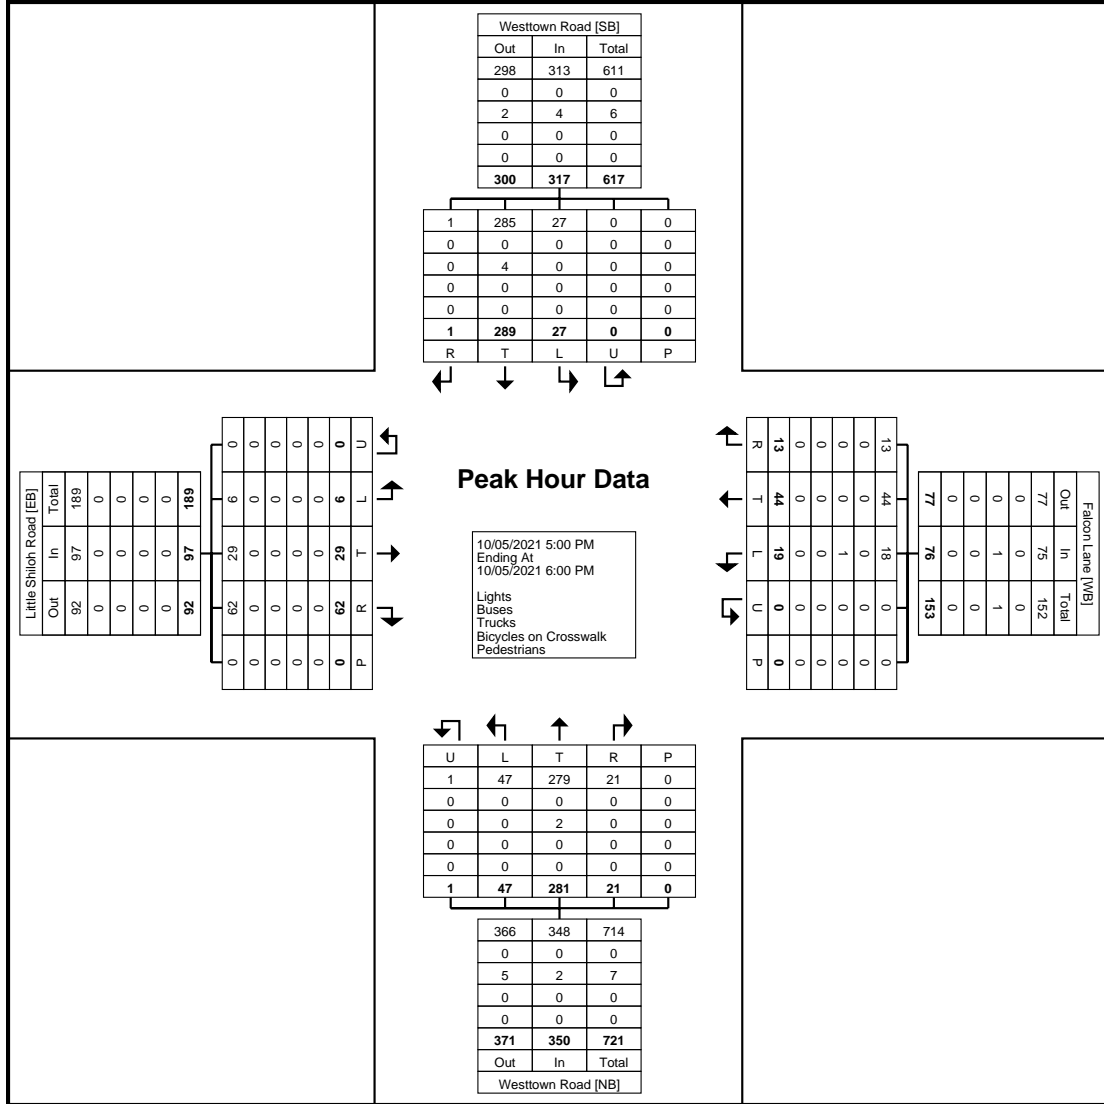 Westtown Road [SB]
Out In Total
298 313 611
0 0 0
2 4 6
0 0 0
0 0 0
300 317 617
1 285 27 0 0
0 0 0 0 0
0 4 0 0 0
0 0 0 0 0
0 0 0 0 0
1 289 27 0 0
R T L U P
Little Shiloh Road [EB]
Total In Out
189 97 92
0 0 0
0 0 0
0 0 0
0 0 0
189 97 92
0 6 29 62 0
0 0 0 0 0
0 0 0 0 0
0 0 0 0 0
0 0 0 0 0
0 6 29 62 0
U L T R P
Peak Hour Data
10/05/2021 5:00 PM
Ending At
10/05/2021 6:00 PM
Lights
Buses
Trucks
Bicycles on Crosswalk
Pedestrians
Falcon Lane [WB]
Out In Total
77 75 152
0 0 0
0 1 1
0 0 0
0 0 0
77 76 153
13 44 18 0 0
0 0 0 0 0
0 0 1 0 0
0 0 0 0 0
0 0 0 0 0
13 44 19 0 0
R T L U P
U L T R P
1 47 279 21 0
0 0 0 0 0
0 0 2 0 0
0 0 0 0 0
0 0 0 0 0
1 47 281 21 0
366 348 714
0 0 0
5 2 7
0 0 0
0 0 0
371 350 721
Out In Total
Westtown Road [NB]